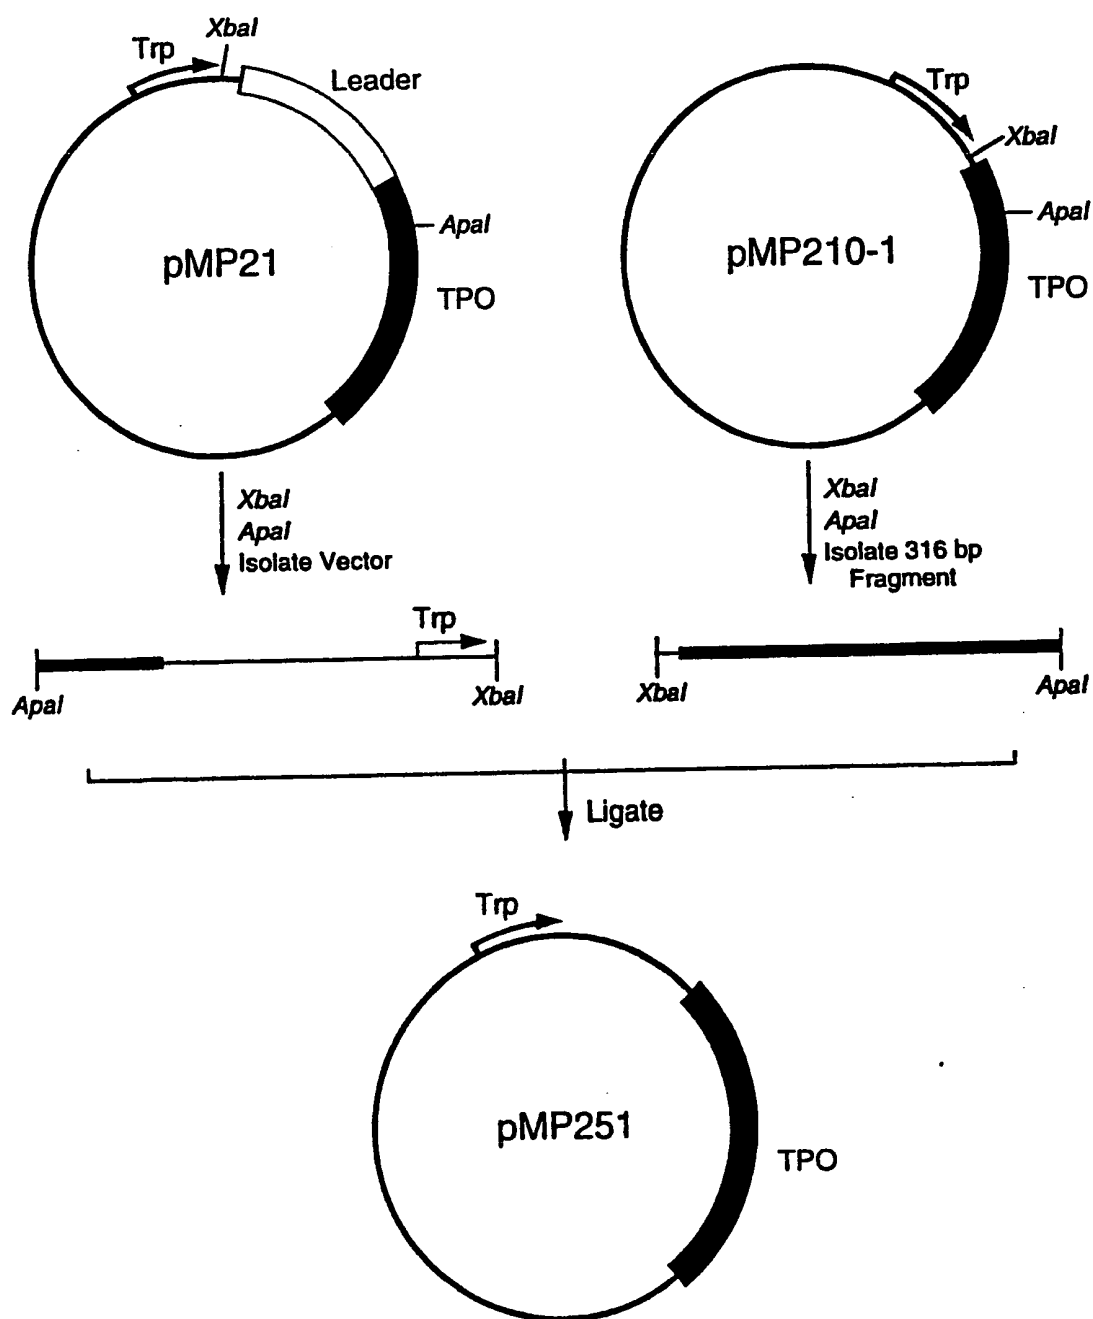 XbaI
Trp
Leader
ApaI
pMP21
TPO
Trp
XbaI
ApaI
pMP210-1
TPO
XbaI
ApaI
Isolate Vector
XbaI
ApaI
Isolate 316 bp
Fragment
Trp
ApaI
XbaI
XbaI
ApaI
Ligate
Trp
pMP251
TPO